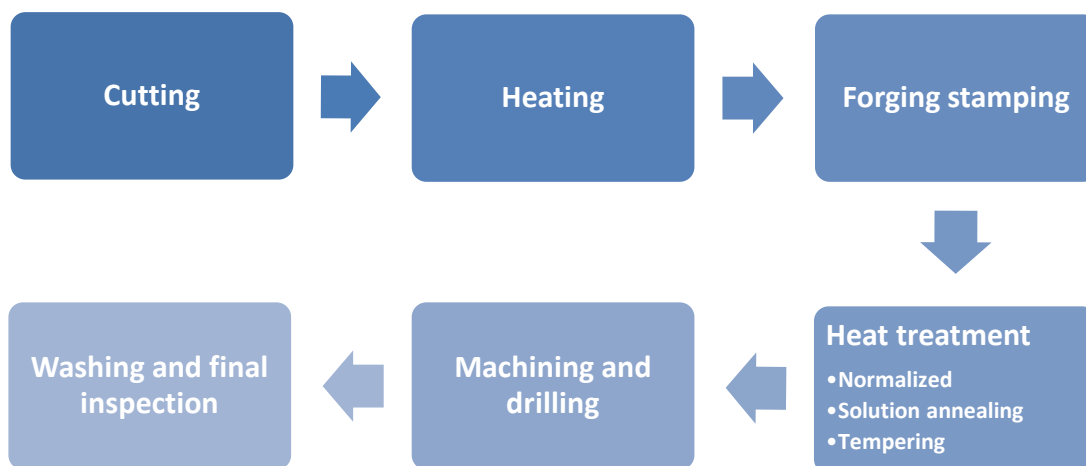 Cutting
Heating
Forging stamping
Heat treatment
•Normalized
•Solution annealing
•Tempering
Machining and
drilling
Washing and final
inspection